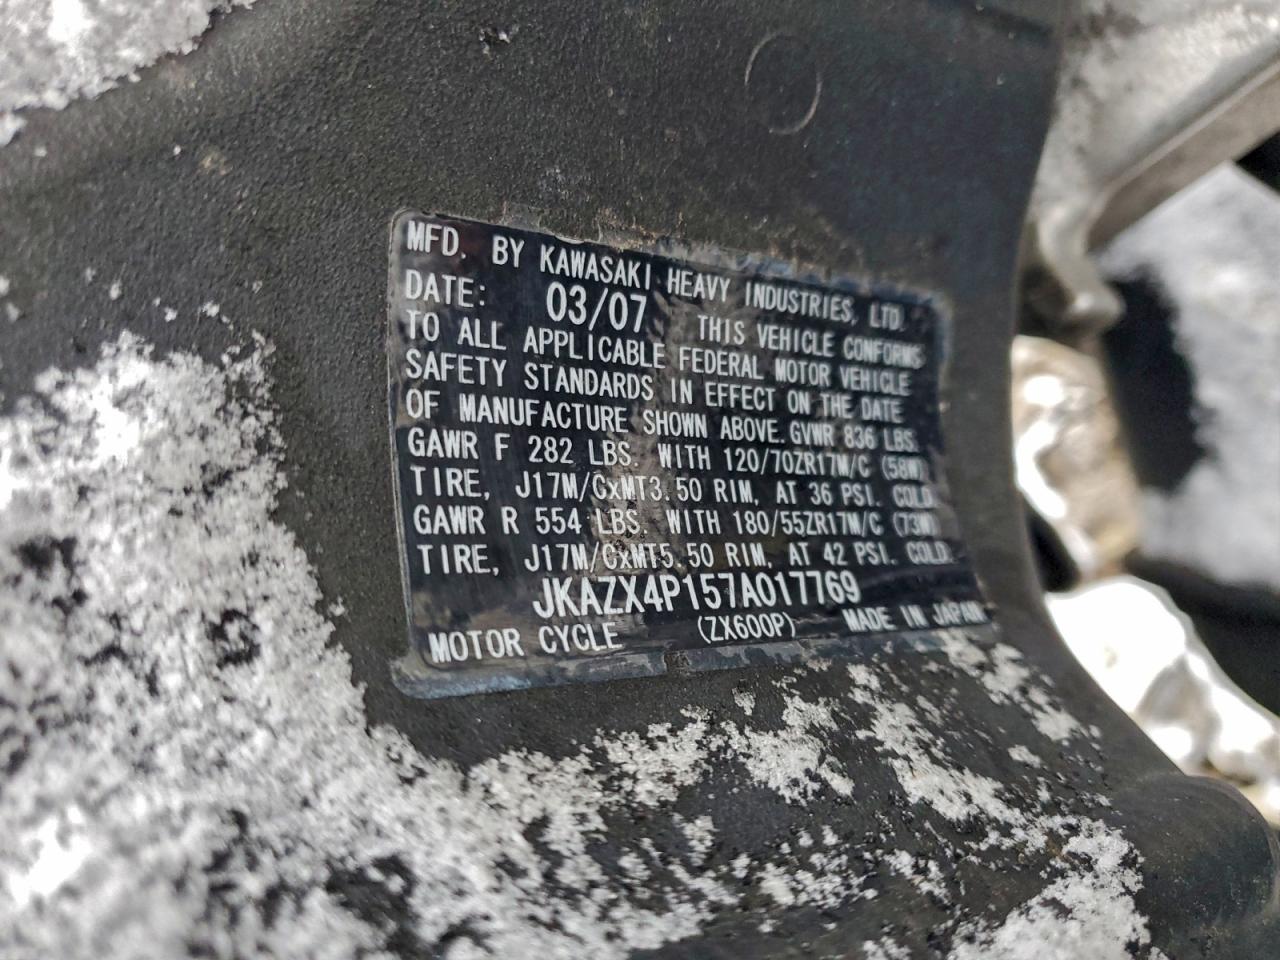 MFD. BY KAWASAKI HEAVY INDUSTRIES, LTD.
DATE: 03/07 THIS VEHICLE CONFORMS
TO ALL APPLICABLE FEDERAL MOTOR VEHICLE
SAFETY STANDARDS IN EFFECT ON THE DATE
OF MANUFACTURE SHOWN ABOVE. GVWR 836 LBS.
GAWR F 282 LBS. WITH 120/70ZR17M/C (58W)
TIRE, J17M/CxMT3.50 RIM, AT 36 PSI. COLD
GAWR R 554 LBS. WITH 180/55ZR17M/C (73W)
TIRE, J17M/CxMT5.50 RIM, AT 42 PSI. COLD
JKAZX4P157A017769
MOTOR CYCLE (ZX600P) MADE IN JAPAN